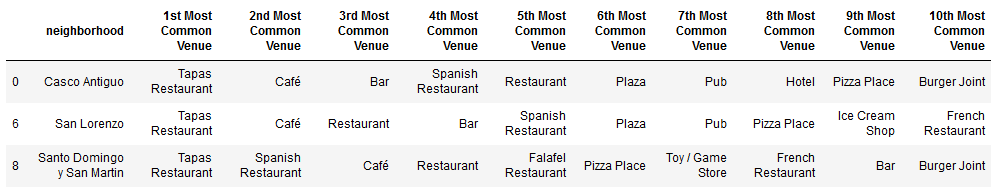 neighborhood 1st Most Common Venue 2nd Most Common Venue 3rd Most Common Venue 4th Most Common Venue 5th Most Common Venue 6th Most Common Venue 7th Most Common Venue 8th Most Common Venue 9th Most Common Venue 10th Most Common Venue
0 Casco Antiguo Tapas Restaurant Café Bar Spanish Restaurant Restaurant Plaza Pub Hotel Pizza Place Burger Joint
6 San Lorenzo Tapas Restaurant Café Restaurant Bar Spanish Restaurant Plaza Pub Pizza Place Ice Cream Shop French Restaurant
8 Santo Domingo y San Martin Tapas Restaurant Spanish Restaurant Café Restaurant Falafel Restaurant Pizza Place Toy / Game Store French Restaurant Bar Burger Joint